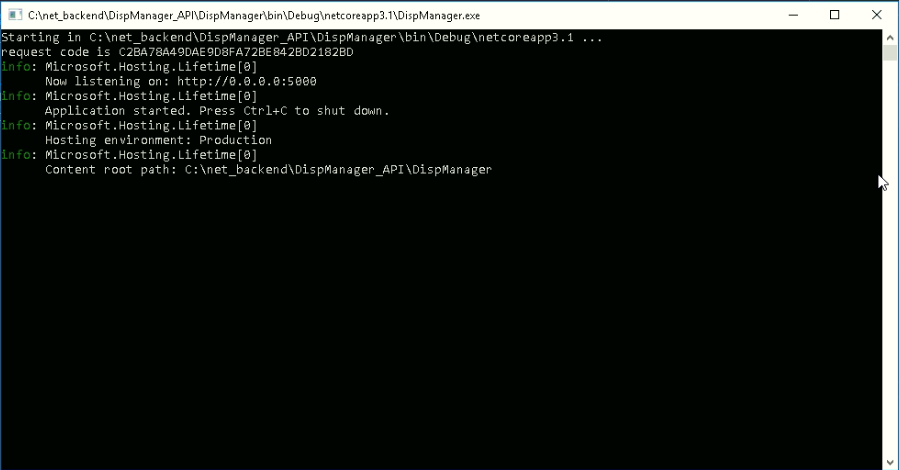 C:\net_backend\DispManager_API\DispManager\bin\Debug\netcoreapp3.1\DispManager.exe
Starting in C:\net_backend\DispManager_API\DispManager\bin\Debug\netcoreapp3.1 ...
request code is C2BA78A49DAE9D8FA72BE842BD2182BD
info: Microsoft.Hosting.Lifetime[0]
Now listening on: http://0.0.0.0:5000
info: Microsoft.Hosting.Lifetime[0]
Application started. Press Ctrl+C to shut down.
info: Microsoft.Hosting.Lifetime[0]
Hosting environment: Production
info: Microsoft.Hosting.Lifetime[0]
Content root path: C:\net_backend\DispManager_API\DispManager